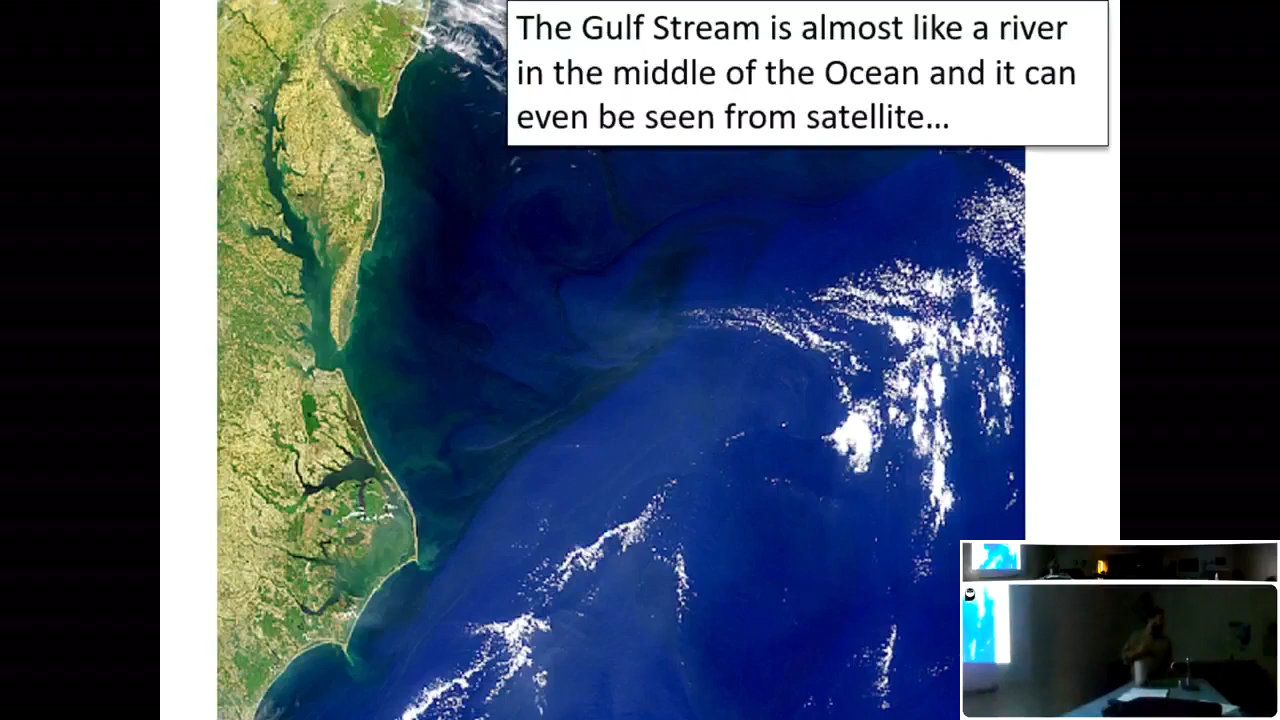 The Gulf Stream is almost like a river
in the middle of the Ocean and it can
even be seen from satellite...